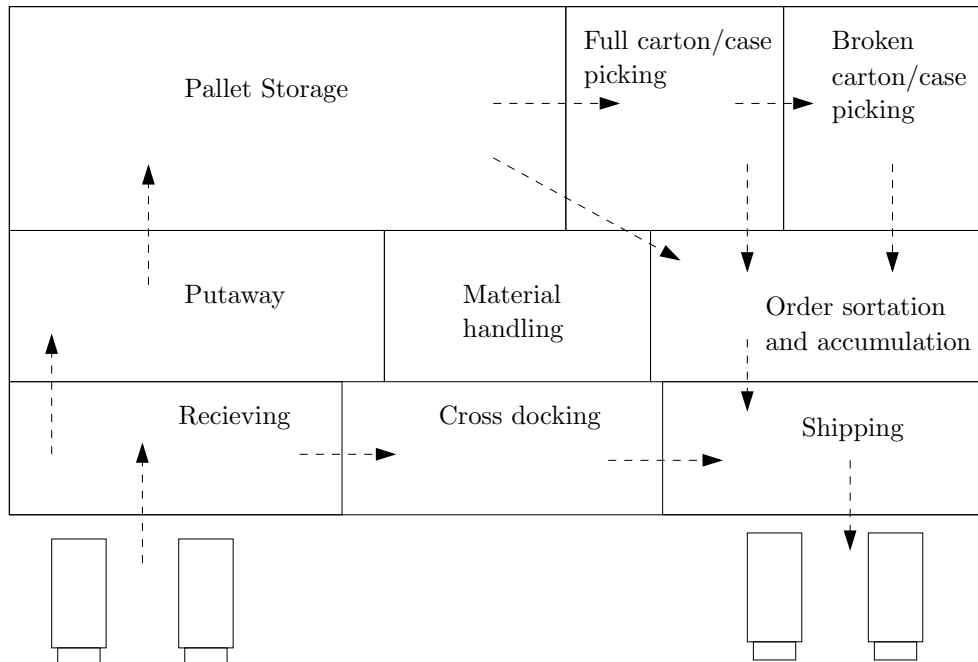 Pallet Storage
Full carton/case
picking
Broken
carton/case
picking
Putaway
Material
handling
Order sortation
and accumulation
Recieving
Cross docking
Shipping